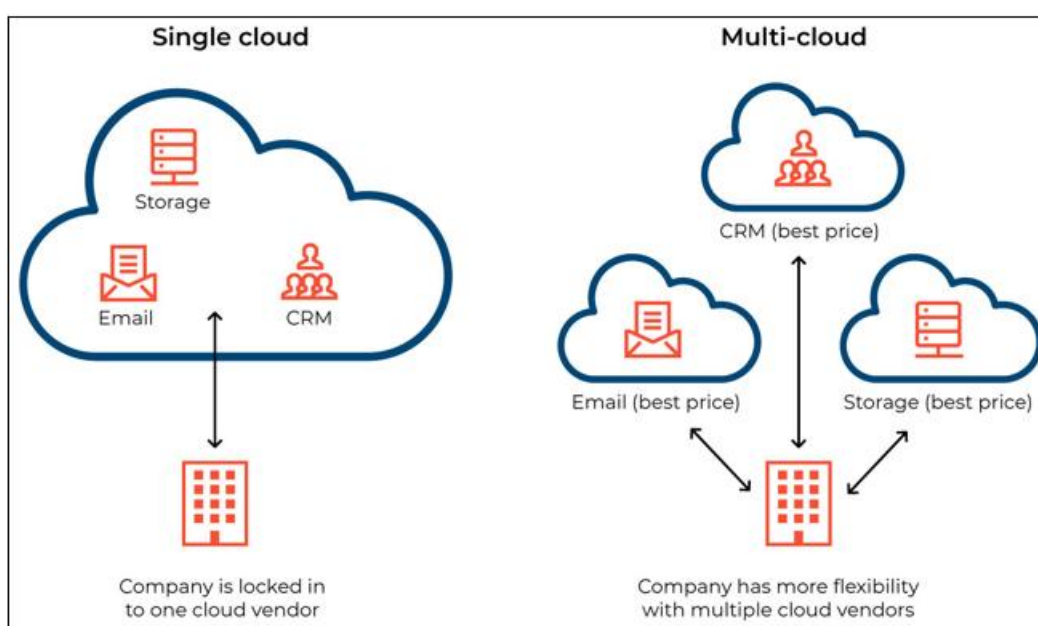 Single cloud
Storage
Email
CRM
Company is locked in
to one cloud vendor
Multi-cloud
CRM (best price)
Email (best price)
Storage (best price)
Company has more flexibility
with multiple cloud vendors